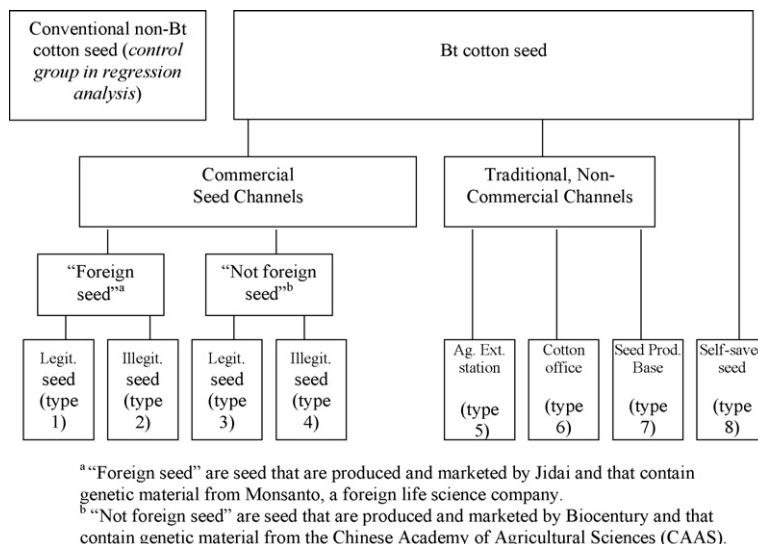 Conventional non-Bt
cotton seed (control
group in regression
analysis)
Bt cotton seed
Commercial
Seed Channels
Traditional, Non-
Commercial Channels
“Foreign
seed”a
“Not foreign
seed”b
Legit.
seed
(type
1)
Illegit.
seed
(type
2)
Legit.
seed
(type
3)
Illegit.
seed
(type
4)
Ag. Ext.
station
(type
5)
Cotton
office
(type
6)
Seed Prod.
Base
(type
7)
Self-saved
seed
(type
8)
a “Foreign seed” are seed that are produced and marketed by Jidai and that contain
genetic material from Monsanto, a foreign life science company.
b “Not foreign seed” are seed that are produced and marketed by Biocentury and that
contain genetic material from the Chinese Academy of Agricultural Sciences (CAAS).